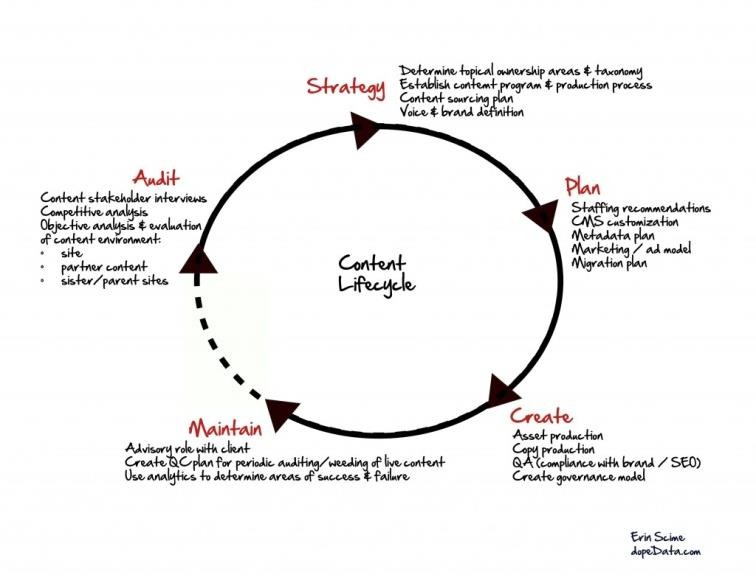 Strategy
Determine topical ownership areas & taxonomy
Establish content program & production process
Content sourcing plan
Voice & brand definition
Plan
Staffing recommendations
CMS customization
Metadata plan
Marketing / ad model
Migration plan
Create
Asset production
Copy production
QA (compliance with brand / SEO)
Create governance model
Maintain
Advisory role with client
Create QC plan for periodic auditing/weeding of live content
Use analytics to determine areas of success & failure
Audit
Content stakeholder interviews
Competitive analysis
Objective analysis & evaluation
of content environment:
• site
• partner content
• sister/parent sites
Content
Lifecycle
Erin Scime
dopeData.com